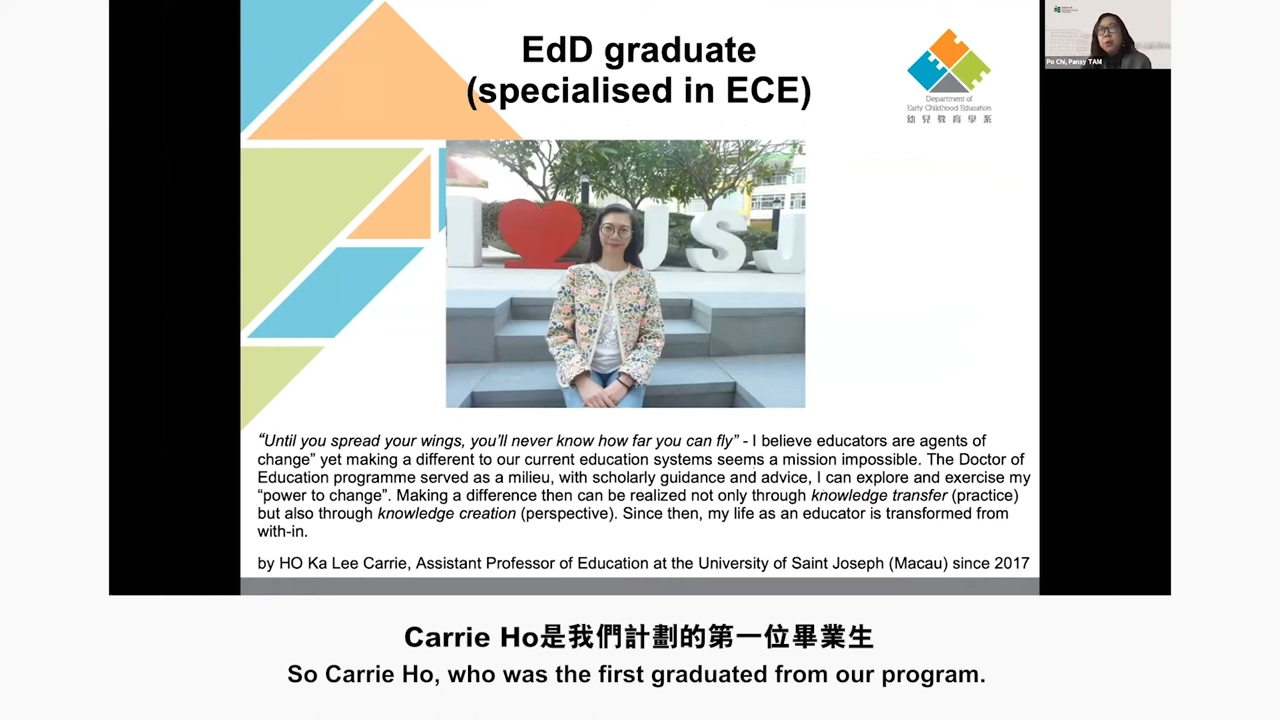 EdD graduate
(specialised in ECE)
Department of
Early Childhood Education
幼兒教育學系
Po Chi, Pansy TAM
I USJ
“Until you spread your wings, you’ll never know how far you can fly” - I believe educators are agents of
change” yet making a different to our current education systems seems a mission impossible. The Doctor of
Education programme served as a milieu, with scholarly guidance and advice, I can explore and exercise my
“power to change”. Making a difference then can be realized not only through knowledge transfer (practice)
but also through knowledge creation (perspective). Since then, my life as an educator is transformed from
with-in.
by HO Ka Lee Carrie, Assistant Professor of Education at the University of Saint Joseph (Macau) since 2017
Carrie Ho是我們計劃的第一位畢業生
So Carrie Ho, who was the first graduated from our program.